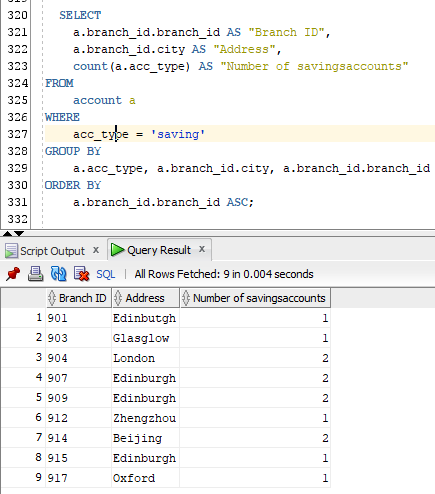 320 SELECT
321 a.branch_id.branch_id AS "Branch ID",
322 a.branch_id.city AS "Address",
323 count(a.acc_type) AS "Number of savingsaccounts"
324 FROM
325 account a
326 WHERE
327 acc_type = 'saving'
328 GROUP BY
329 a.acc_type, a.branch_id.city, a.branch_id.branch_id
330 ORDER BY
331 a.branch_id.branch_id ASC;
332
Script Output x Query Result x
SQL | All Rows Fetched: 9 in 0.004 seconds
Branch ID Address Number of savingsaccounts
1 901 Edinbutgh 1
2 903 Glasglow 1
3 904 London 2
4 907 Edinburgh 2
5 909 Edinburgh 2
6 912 Zhengzhou 1
7 914 Beijing 2
8 915 Edinburgh 1
9 917 Oxford 1